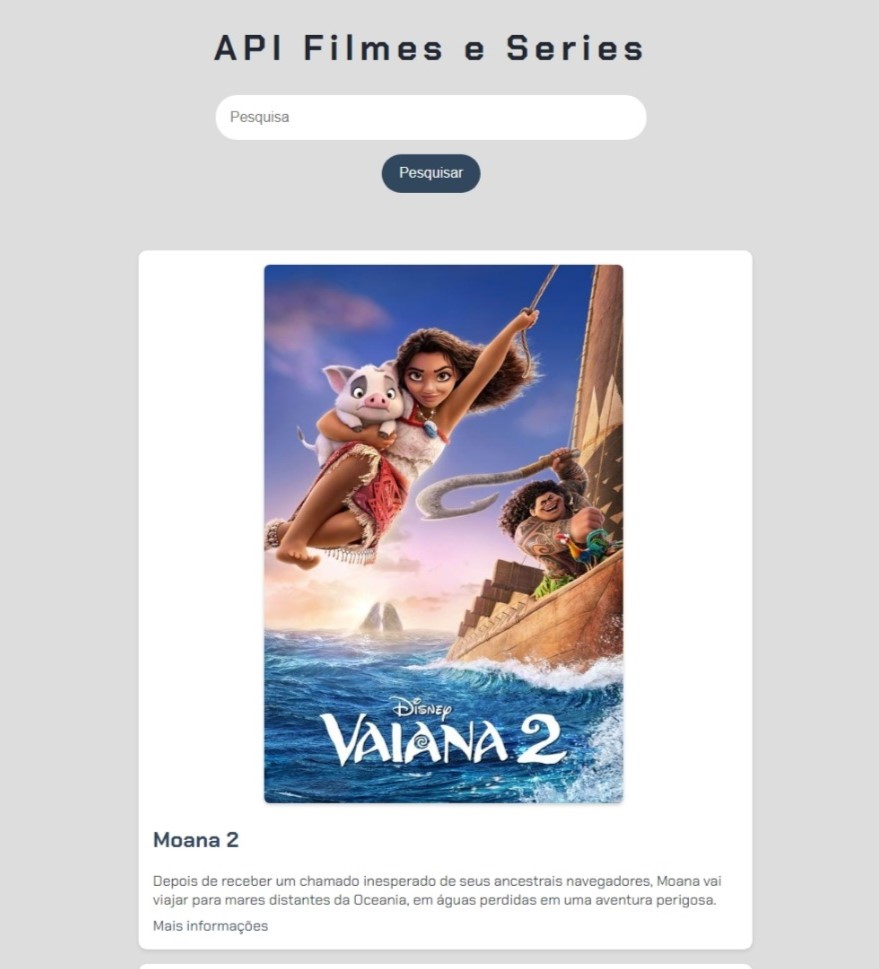 API Filmes e Series
Pesquisa
Pesquisar
Disney
VAIANA 2
Moana 2
Depois de receber um chamado inesperado de seus ancestrais navegadores, Moana vai
viajar para mares distantes da Oceania, em águas perdidas em uma aventura perigosa.
Mais informações